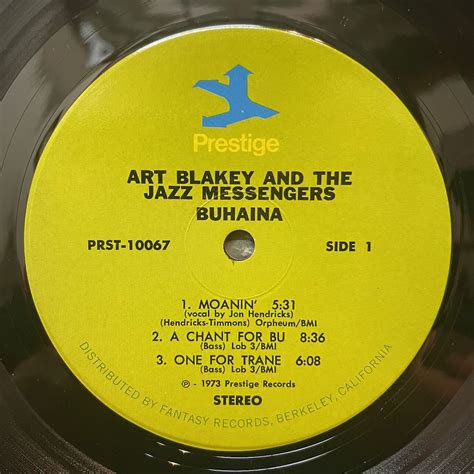 Prestige
ART BLAKEY AND THE
JAZZ MESSENGERS
BUHAINA
PRST-10067 SIDE 1
1. MOANIN' 5:31
(vocal by Jon Hendricks)
(Hendricks-Timmons) Orpheum/BMI
2. A CHANT FOR BU 8:36
(Bass) Lob 3/BMI
3. ONE FOR TRANE 6:08
(Bass) Lob 3/BMI
℗ - 1973 Prestige Records
STEREO
DISTRIBUTED BY FANTASY RECORDS, BERKELEY, CALIFORNIA